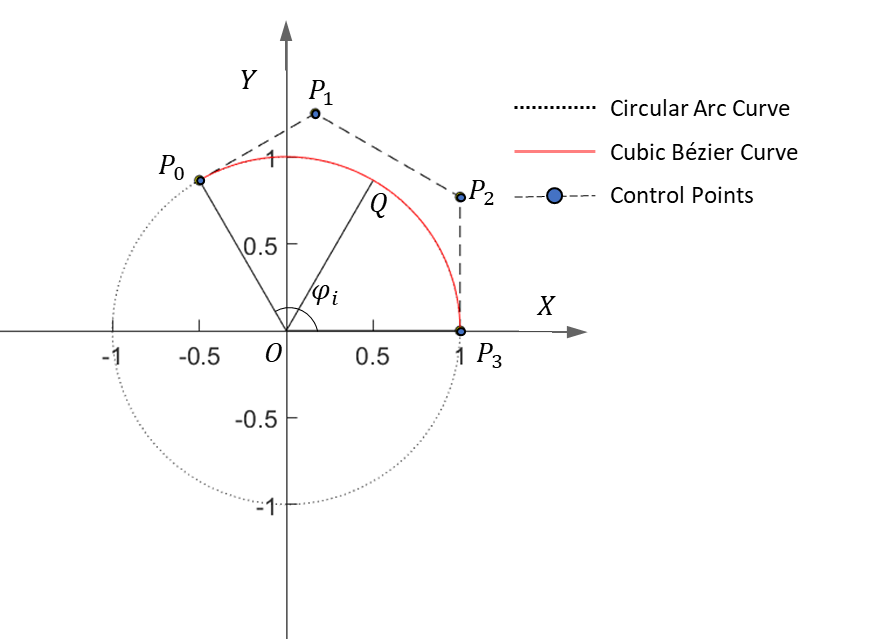 Y
P₁
Circular Arc Curve
1
Cubic Bézier Curve
P₀
P₂
Control Points
Q
0.5
φᵢ
X
O
-1
-0.5
0.5
1
P₃
-0.5
-1